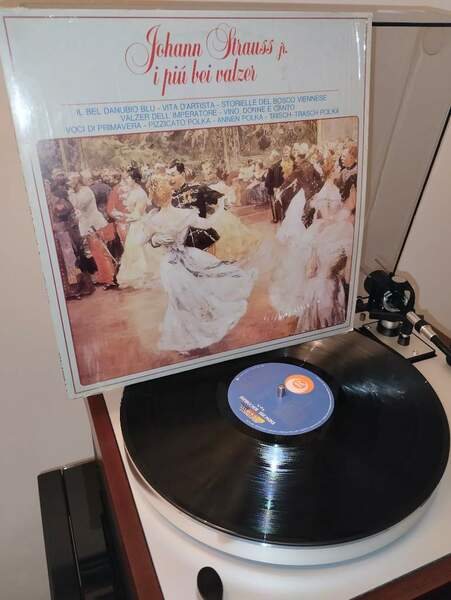 Johann Strauss jr.
i piú bei valzer
IL BEL DANUBIO BLU - VITA D'ARTISTA - STORIELLE DEL BOSCO VIENNESE
VALZER DELL'IMPERATORE - VINO, DONNE E CANTO
VOCI DI PRIMAVERA - PIZZICATO POLKA - ANNEN POLKA - TRISCH-TRASCH POLKA